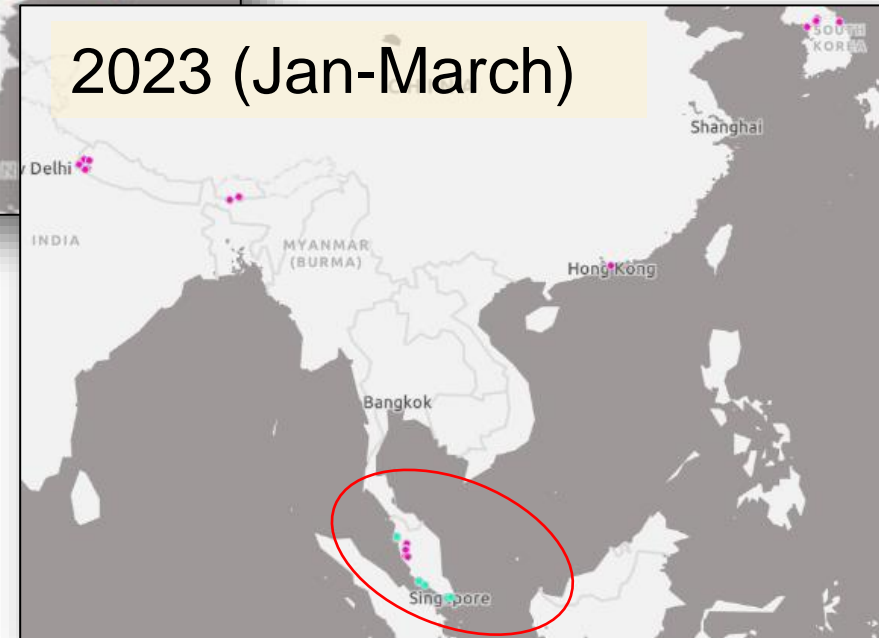 2023 (Jan-March)
SOUTH
KOREA
Shanghai
v Delhi
INDIA
MYANMAR
(BURMA)
Hong Kong
Bangkok
Singapore